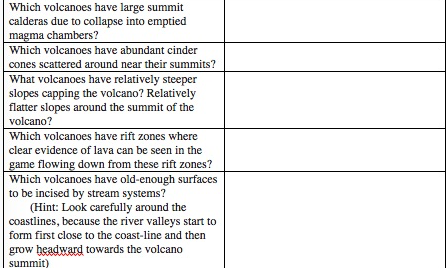 Which volcanoes have large summit
calderas due to collapse into emptied
magma chambers?
Which volcanoes have abundant cinder
cones scattered around near their summits?
What volcanoes have relatively steeper
slopes capping the volcano? Relatively
flatter slopes around the summit of the
volcano?
Which volcanoes have rift zones where
clear evidence of lava can be seen in the
game flowing down from these rift zones?
Which volcanoes have old-enough surfaces
to be incised by stream systems?
(Hint: Look carefully around the
coastlines, because the river valleys start to
form first close to the coast-line and then
grow headward towards the volcano
summit)